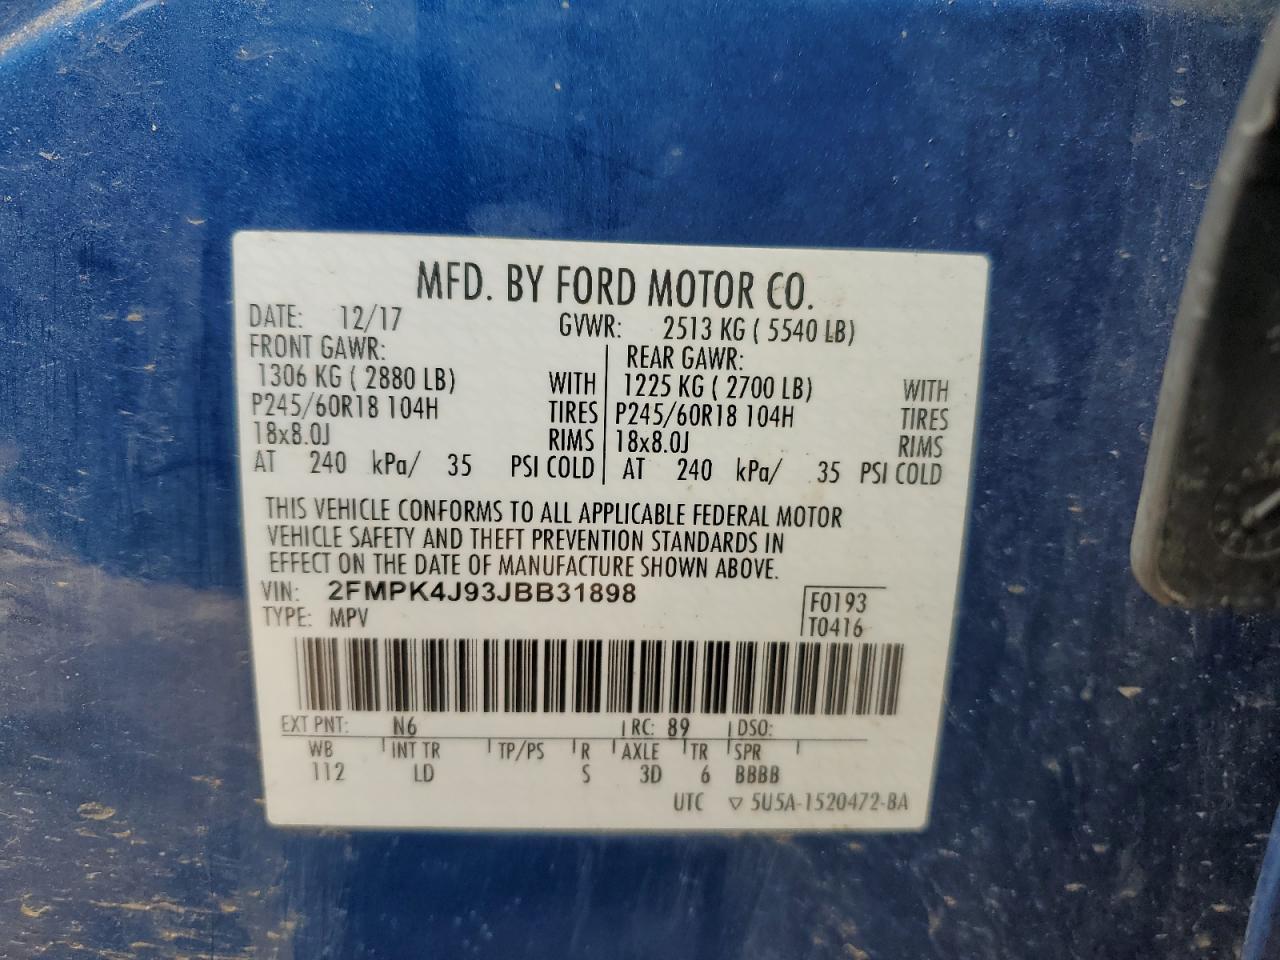 MFD. BY FORD MOTOR CO.
DATE: 12/17 GVWR: 2513 KG ( 5540 LB)
FRONT GAWR: REAR GAWR:
1306 KG ( 2880 LB) WITH 1225 KG ( 2700 LB) WITH
P245/60R18 104H TIRES P245/60R18 104H TIRES
18x8.0J RIMS 18x8.0J RIMS
AT 240 kPa/ 35 PSI COLD AT 240 kPa/ 35 PSI COLD
THIS VEHICLE CONFORMS TO ALL APPLICABLE FEDERAL MOTOR
VEHICLE SAFETY AND THEFT PREVENTION STANDARDS IN
EFFECT ON THE DATE OF MANUFACTURE SHOWN ABOVE.
VIN: 2FMPK4J93JBB31898 F0193
TYPE: MPV T0416
EXT PNT: N6 RC: 89 DSO:
WB INT TR TP/PS R AXLE TR SPR
112 LD S 3D 6 BBBB
UTC ▽ 5U5A-1520472-BA